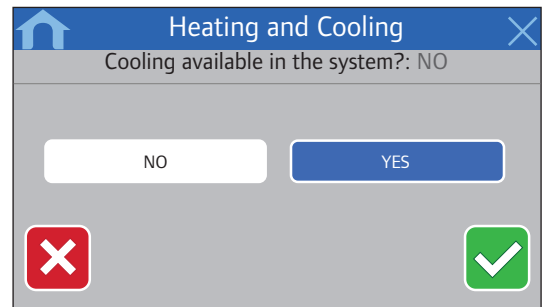 Heating and Cooling
Cooling available in the system?: NO
NO YES